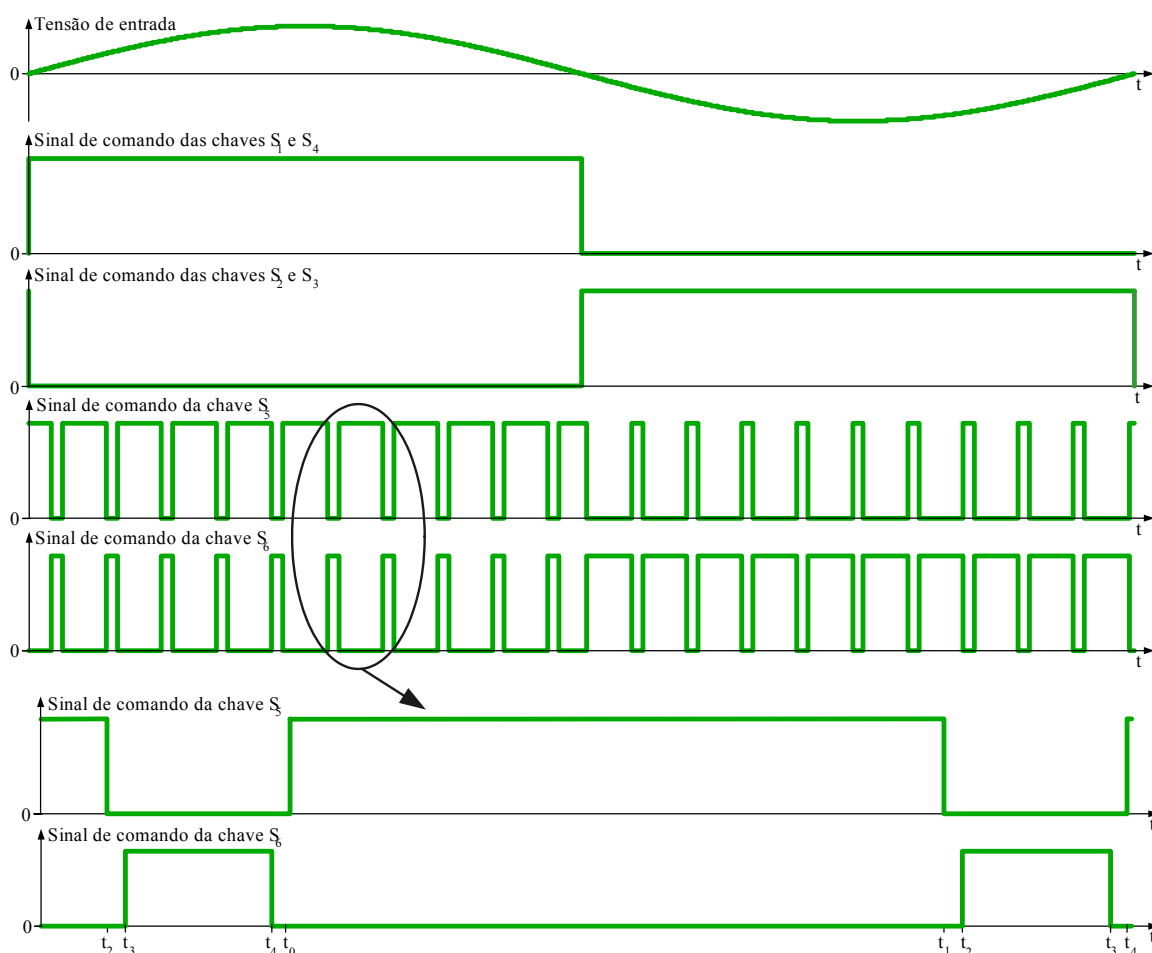 Tensão de entrada
0
t
Sinal de comando das chaves S₁ e S₄
0
t
Sinal de comando das chaves S₂ e S₃
0
t
Sinal de comando da chave S₅
0
t
Sinal de comando da chave S₆
0
t
Sinal de comando da chave S₅
0
t
Sinal de comando da chave S₆
0
t
t₂ t₃ t₄ t₀ t₁ t₂ t₃ t₄